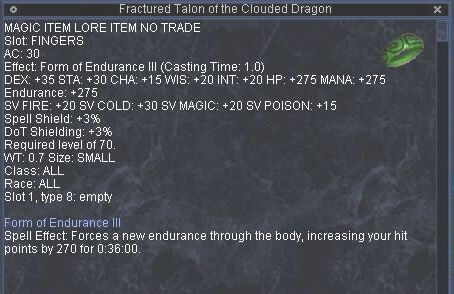 Fractured Talon of the Clouded Dragon
MAGIC ITEM LORE ITEM NO TRADE
Slot: FINGERS
AC: 30
Effect: Form of Endurance III (Casting Time: 1.0)
DEX: +35 STA: +30 CHA: +15 WIS: +20 INT: +20 HP: +275 MANA: +275
Endurance: +275
SV FIRE: +20 SV COLD: +30 SV MAGIC: +20 SV POISON: +15
Spell Shield: +3%
DoT Shielding: +3%
Required level of 70.
WT: 0.7 Size: SMALL
Class: ALL
Race: ALL
Slot 1, type 8: empty
Form of Endurance III
Spell Effect: Forces a new endurance through the body, increasing your hit
points by 270 for 0:36:00.